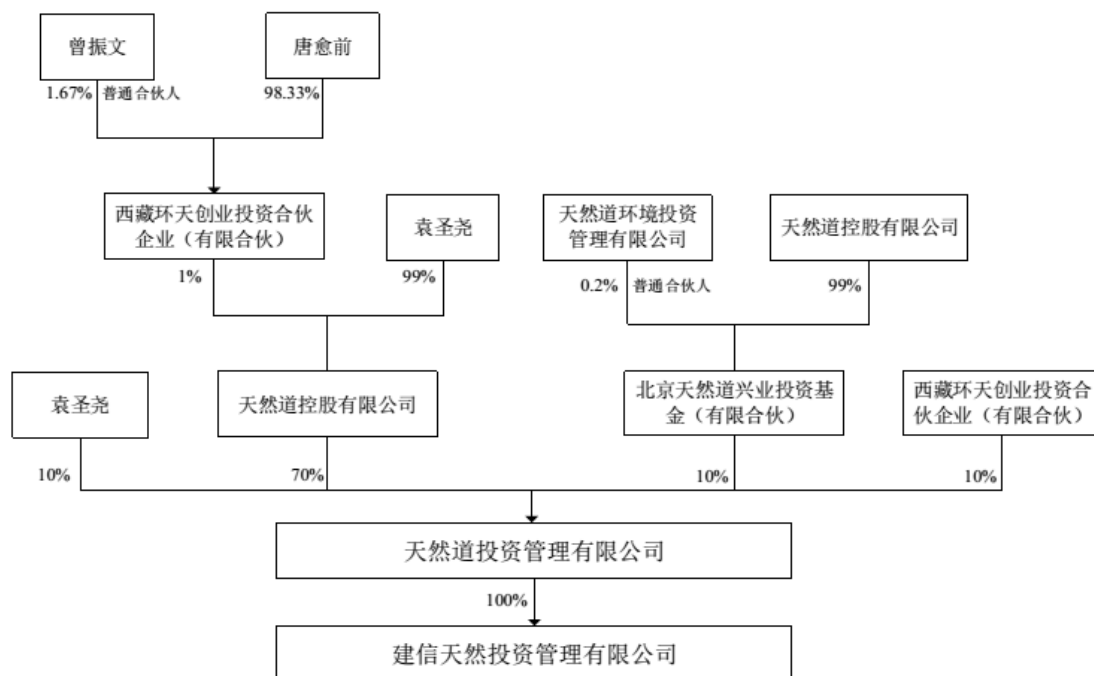 曾振文
唐愈前
1.67%
普通合伙人
98.33%
西藏环天创业投资合伙
企业（有限合伙）
袁圣尧
天然道环境投资
管理有限公司
天然道控股有限公司
1%
99%
0.2%
普通合伙人
99%
袁圣尧
天然道控股有限公司
北京天然道兴业投资基
金（有限合伙）
西藏环天创业投资合
伙企业（有限合伙）
10%
70%
10%
10%
天然道投资管理有限公司
100%
建信天然投资管理有限公司